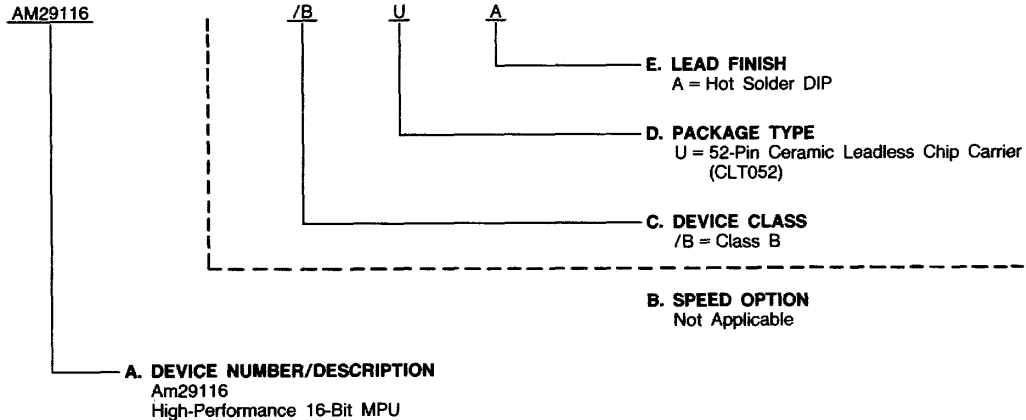 AM29116 /B U A
E. LEAD FINISH
A = Hot Solder DIP
D. PACKAGE TYPE
U = 52-Pin Ceramic Leadless Chip Carrier
(CLT052)
C. DEVICE CLASS
/B = Class B
B. SPEED OPTION
Not Applicable
A. DEVICE NUMBER/DESCRIPTION
Am29116
High-Performance 16-Bit MPU